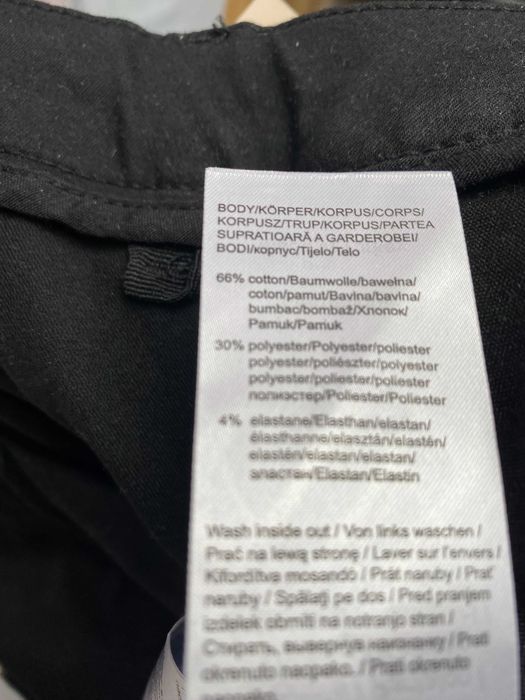 BODY/KÖRPER/KORPUS/CORPS/
KORPUSZ/TRUP/KORPUS/PARTEA
SUPRATIOARĂ A GARDEROBEI/
BODI/корпус/Tijelo/Telo
66% cotton/Baumwolle/bawełna/
coton/pamut/Bavlna/bavlna/
bumbac/bombaž/Хлопок/
Pamuk/Pamuk
30% polyester/Polyester/poliester
polyester/poliészter/polyester
polyester/poliester/poliester
полиэстер/Poliester/Poliester
4% elastane/Elasthan/elastan/
élasthanne/elasztán/elastén/
elastén/elastan/elastan/
эластан/Elastan/Elastin
Wash inside out / Von links waschen /
Prać na lewą stronę / Laver sur l'envers /
Kifordítva mosandó / Prát naruby / Prať
naruby / Spălați pe dos / Pred pranjem
izdelek obrniti na notranjo stran /
Стирать, вывернув наизнанку / Prati
okrenuto naopako. / Prati okrenuto
naopako.